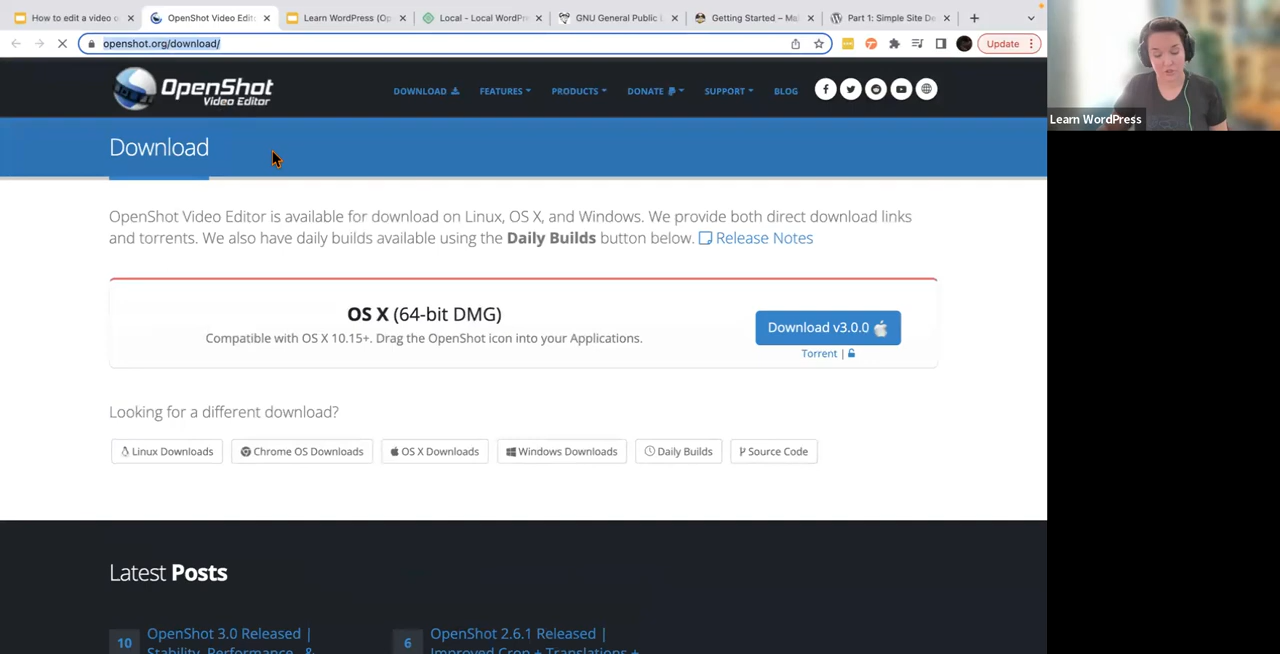 How to edit a video o
OpenShot Video Edit
Learn WordPress (Op
Local - Local WordPre
GNU General Public L
Getting Started – Ma
Part 1: Simple Site De
openshot.org/download/
Update
OpenShot
Video Editor
DOWNLOAD
FEATURES
PRODUCTS
DONATE
SUPPORT
BLOG
Learn WordPress
Download
OpenShot Video Editor is available for download on Linux, OS X, and Windows. We provide both direct download links
and torrents. We also have daily builds available using the Daily Builds button below. Release Notes
OS X (64-bit DMG)
Compatible with OS X 10.15+. Drag the OpenShot icon into your Applications.
Download v3.0.0
Torrent |
Looking for a different download?
Linux Downloads
Chrome OS Downloads
OS X Downloads
Windows Downloads
Daily Builds
Source Code
Latest Posts
10
OpenShot 3.0 Released |
Stability, Performance, &
6
OpenShot 2.6.1 Released |
Improved Crop + Translations +